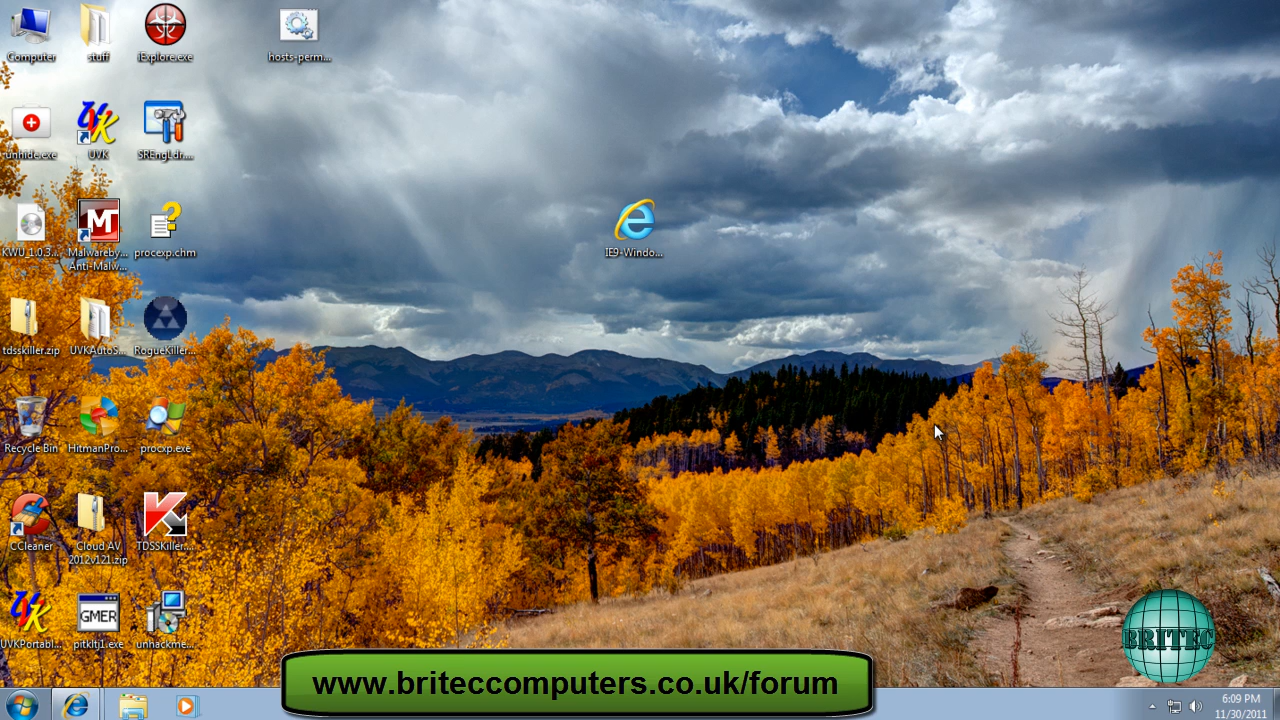 Computer
stuff
iExplore.exe
hosts-perm...
unhide.exe
UVK
SREngLdr....
KWU_1.0.3...
Malwareby...
Anti-Malw...
procexp.chm
IE9-Windo...
tdsskiller.zip
UVKAutoS...
RogueKiller...
Recycle Bin
HitmanPro...
procxp.exe
CCleaner
Cloud AV
2012v121.zip
TDSSKiller....
UVKPortabl...
GMER
pitkltj1.exe
unhackme...
BRITEC
www.briteccomputers.co.uk/forum
6:09 PM
11/30/2011